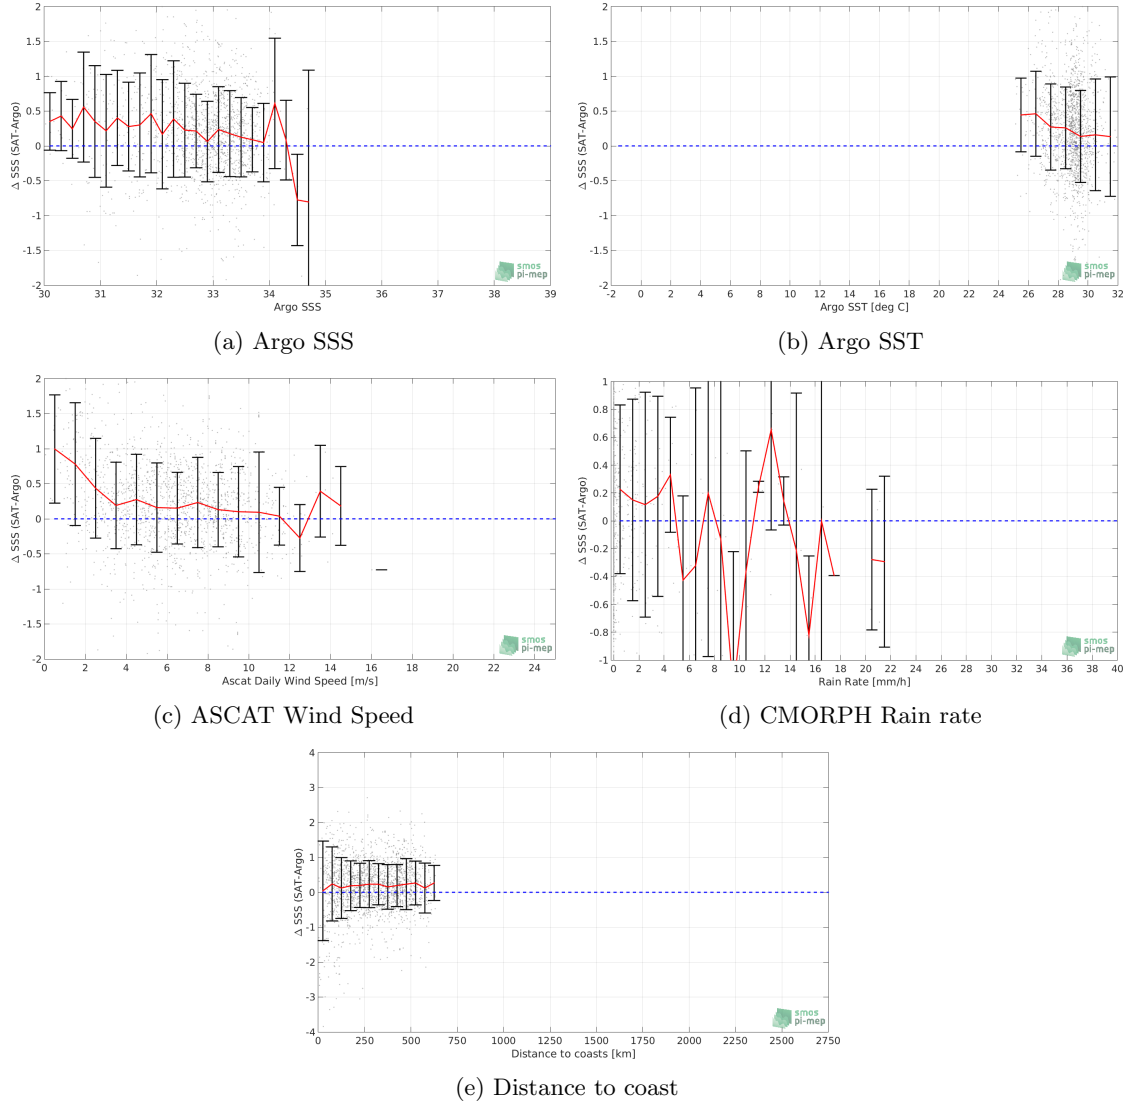 2
1.5
1
0.5
0
-0.5
-1
-1.5
-2
Δ SSS (SAT-Argo)
30 31 32 33 34 35 36 37 38 39
Argo SSS
smos
pi-mep
(a) Argo SSS
2
1.5
1
0.5
0
-0.5
-1
-1.5
-2
Δ SSS (SAT-Argo)
-2 0 2 4 6 8 10 12 14 16 18 20 22 24 26 28 30 32
Argo SST [deg C]
smos
pi-mep
(b) Argo SST
2
1.5
1
0.5
0
-0.5
-1
-1.5
-2
Δ SSS (SAT-Argo)
0 2 4 6 8 10 12 14 16 18 20 22 24
Ascat Daily Wind Speed [m/s]
smos
pi-mep
(c) ASCAT Wind Speed
1
0.8
0.6
0.4
0.2
0
-0.2
-0.4
-0.6
-0.8
-1
Δ SSS (SAT-Argo)
0 2 4 6 8 10 12 14 16 18 20 22 24 26 28 30 32 34 36 38 40
Rain Rate [mm/h]
smos
pi-mep
(d) CMORPH Rain rate
4
3
2
1
0
-1
-2
-3
-4
Δ SSS (SAT-Argo)
0 250 500 750 1000 1250 1500 1750 2000 2250 2500 2750
Distance to coasts [km]
smos
pi-mep
(e) Distance to coast